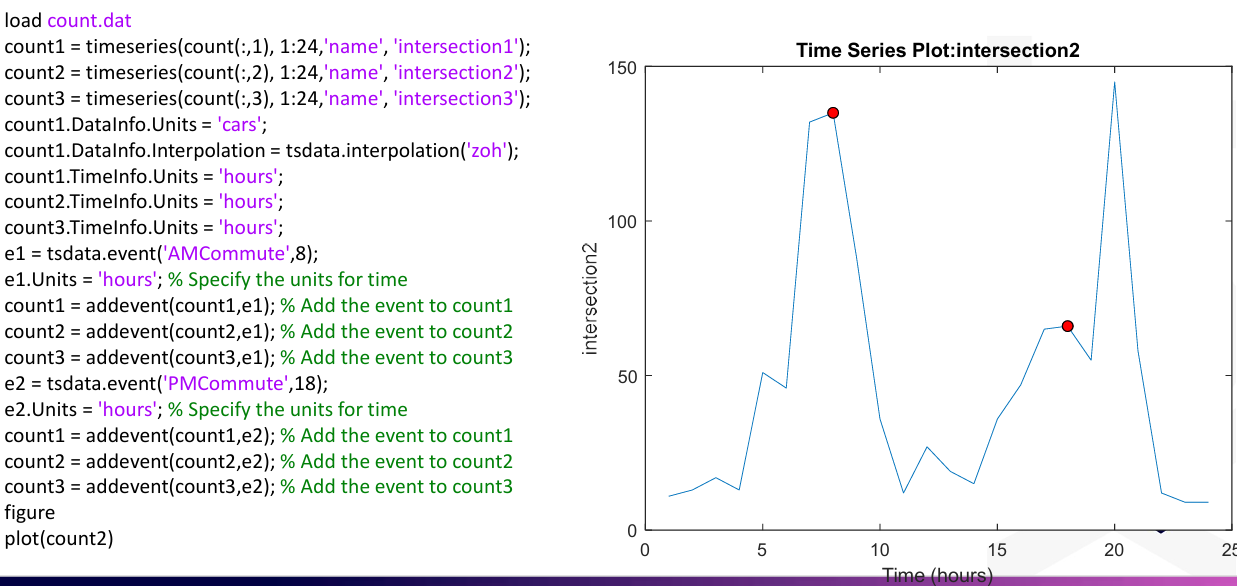 load count.dat
count1 = timeseries(count(:,1), 1:24,'name', 'intersection1');
count2 = timeseries(count(:,2), 1:24,'name', 'intersection2');
count3 = timeseries(count(:,3), 1:24,'name', 'intersection3');
count1.DataInfo.Units = 'cars';
count1.DataInfo.Interpolation = tsdata.interpolation('zoh');
count1.TimeInfo.Units = 'hours';
count2.TimeInfo.Units = 'hours';
count3.TimeInfo.Units = 'hours';
e1 = tsdata.event('AMCommute',8);
e1.Units = 'hours'; % Specify the units for time
count1 = addevent(count1,e1); % Add the event to count1
count2 = addevent(count2,e1); % Add the event to count2
count3 = addevent(count3,e1); % Add the event to count3
e2 = tsdata.event('PMCommute',18);
e2.Units = 'hours'; % Specify the units for time
count1 = addevent(count1,e2); % Add the event to count1
count2 = addevent(count2,e2); % Add the event to count2
count3 = addevent(count3,e2); % Add the event to count3
figure
plot(count2)
Time Series Plot:intersection2
150
100
50
0
intersection2
0 5 10 15 20 25
Time (hours)